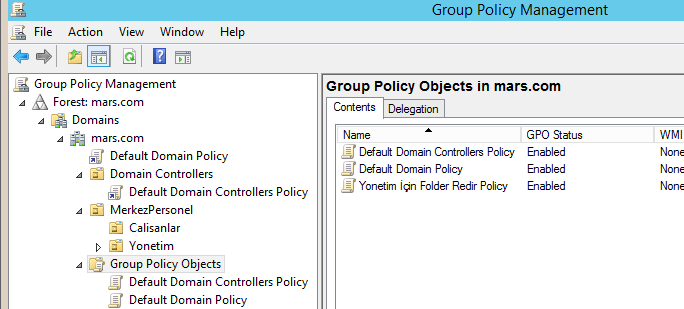 Group Policy Management
File Action View Window Help
Group Policy Management
Forest: mars.com
Domains
mars.com
Default Domain Policy
Domain Controllers
Default Domain Controllers Policy
MerkezPersonel
Calisanlar
Yonetim
Group Policy Objects
Default Domain Controllers Policy
Default Domain Policy
Group Policy Objects in mars.com
Contents Delegation
Name GPO Status WMI
Default Domain Controllers Policy Enabled None
Default Domain Policy Enabled None
Yonetim İçin Folder Redir Policy Enabled None